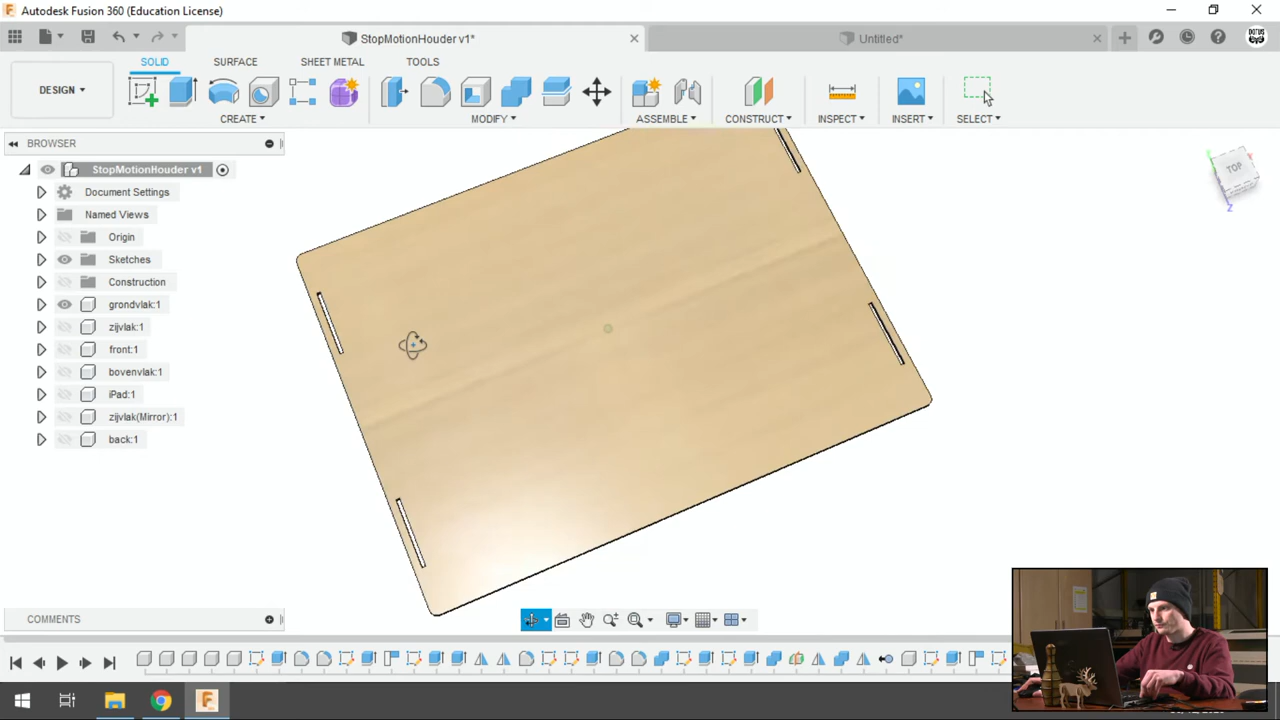 Autodesk Fusion 360 (Education License)
StopMotionHouder v1*
Untitled*
SOLID
SURFACE
SHEET METAL
TOOLS
DESIGN
CREATE
MODIFY
ASSEMBLE
CONSTRUCT
INSPECT
INSERT
SELECT
BROWSER
StopMotionHouder v1
Document Settings
Named Views
Origin
Sketches
Construction
grondvlak:1
zijvlak:1
front:1
bovenvlak:1
iPad:1
zijvlak(Mirror):1
back:1
TOP
Z
COMMENTS